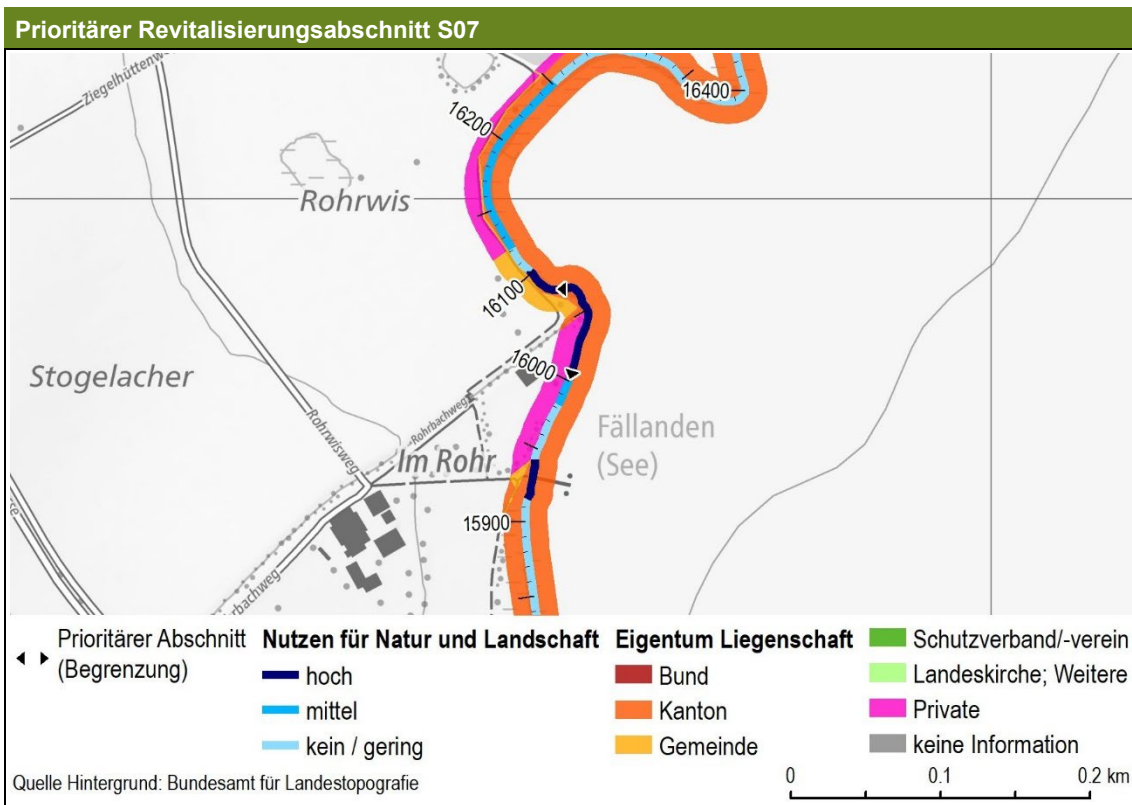 Prioritärer Revitalisierungsabschnitt S07
Ziegelhüttenw
16400
16200
Rohrwis
16100
Stogelacher
16000
Rohrbachweg
Rohrwisweg
Fällanden
(See)
Im Rohr
15900
hrbachweg
Prioritärer Abschnitt
(Begrenzung)
Nutzen für Natur und Landschaft
hoch
mittel
kein / gering
Eigentum Liegenschaft
Bund
Kanton
Gemeinde
Schutzverband/-verein
Landeskirche; Weitere
Private
keine Information
Quelle Hintergrund: Bundesamt für Landestopografie
0 0.1 0.2 km